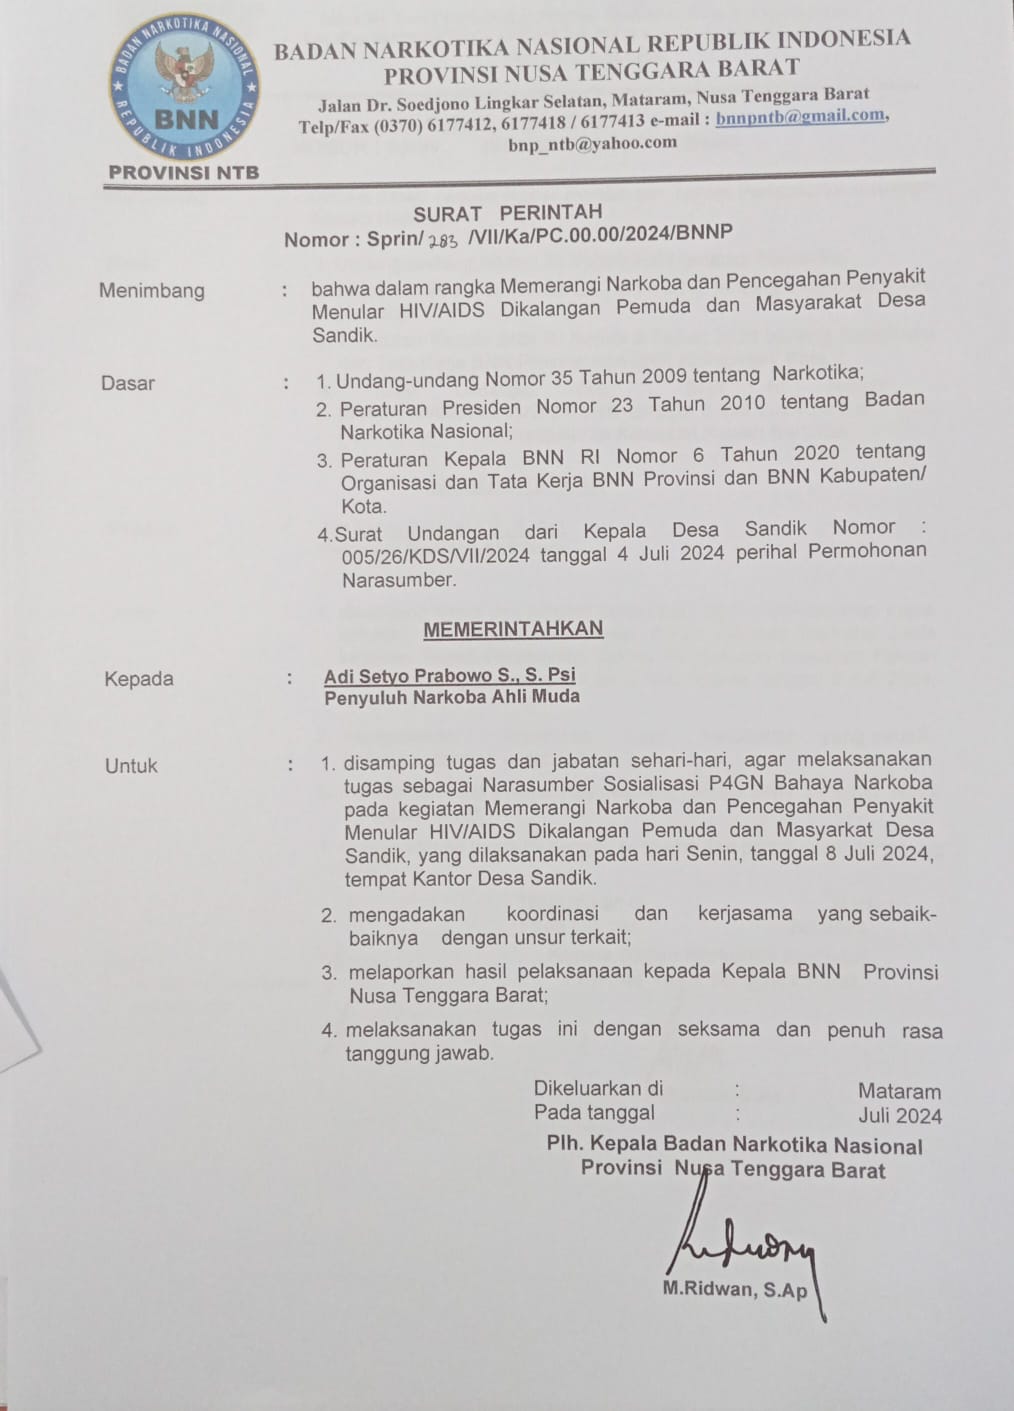 BADAN NARKOTIKA NASIONAL
REPUBLIK INDONESIA
BNN
PROVINSI NTB
BADAN NARKOTIKA NASIONAL REPUBLIK INDONESIA
PROVINSI NUSA TENGGARA BARAT
Jalan Dr. Soedjono Lingkar Selatan, Mataram, Nusa Tenggara Barat
Telp/Fax (0370) 6177412, 6177418 / 6177413 e-mail : bnnpntb@gmail.com,
bnp_ntb@yahoo.com
SURAT PERINTAH
Nomor : Sprin/ 283 /VII/Ka/PC.00.00/2024/BNNP
Menimbang : bahwa dalam rangka Memerangi Narkoba dan Pencegahan Penyakit
Menular HIV/AIDS Dikalangan Pemuda dan Masyarakat Desa
Sandik.
Dasar : 1. Undang-undang Nomor 35 Tahun 2009 tentang Narkotika;
2. Peraturan Presiden Nomor 23 Tahun 2010 tentang Badan
Narkotika Nasional;
3. Peraturan Kepala BNN RI Nomor 6 Tahun 2020 tentang
Organisasi dan Tata Kerja BNN Provinsi dan BNN Kabupaten/
Kota.
4.Surat Undangan dari Kepala Desa Sandik Nomor :
005/26/KDS/VII/2024 tanggal 4 Juli 2024 perihal Permohonan
Narasumber.
MEMERINTAHKAN
Kepada : Adi Setyo Prabowo S., S. Psi
Penyuluh Narkoba Ahli Muda
Untuk : 1. disamping tugas dan jabatan sehari-hari, agar melaksanakan
tugas sebagai Narasumber Sosialisasi P4GN Bahaya Narkoba
pada kegiatan Memerangi Narkoba dan Pencegahan Penyakit
Menular HIV/AIDS Dikalangan Pemuda dan Masyarkat Desa
Sandik, yang dilaksanakan pada hari Senin, tanggal 8 Juli 2024,
tempat Kantor Desa Sandik.
2. mengadakan koordinasi dan kerjasama yang sebaik-
baiknya dengan unsur terkait;
3. melaporkan hasil pelaksanaan kepada Kepala BNN Provinsi
Nusa Tenggara Barat;
4. melaksanakan tugas ini dengan seksama dan penuh rasa
tanggung jawab.
Dikeluarkan di : Mataram
Pada tanggal : Juli 2024
Plh. Kepala Badan Narkotika Nasional
Provinsi Nusa Tenggara Barat
M.Ridwan, S.Ap